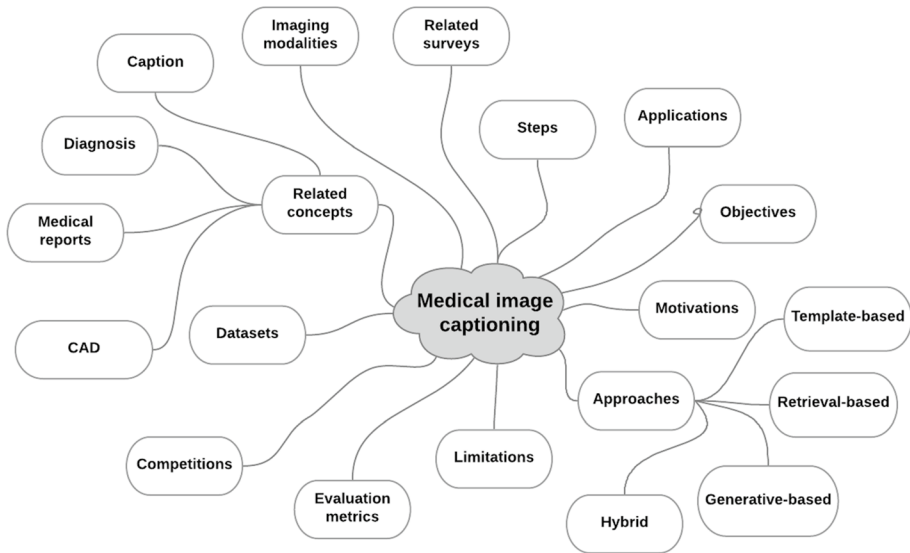 Imaging
modalities
Related
surveys
Caption
Steps
Applications
Diagnosis
Related
concepts
Objectives
Medical
reports
Medical image
captioning
Motivations
Template-based
Datasets
CAD
Approaches
Retrieval-based
Competitions
Limitations
Evaluation
metrics
Generative-based
Hybrid